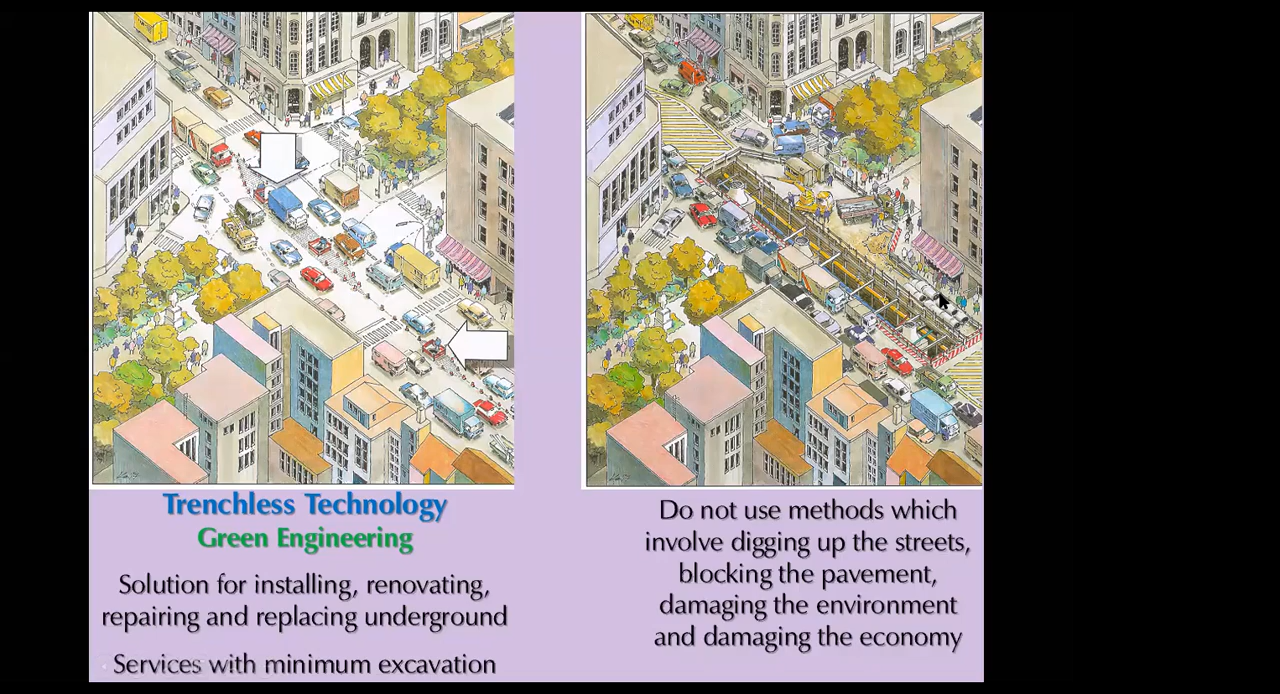 Trenchless Technology
Green Engineering
Solution for installing, renovating,
repairing and replacing underground
Services with minimum excavation
Do not use methods which
involve digging up the streets,
blocking the pavement,
damaging the environment
and damaging the economy